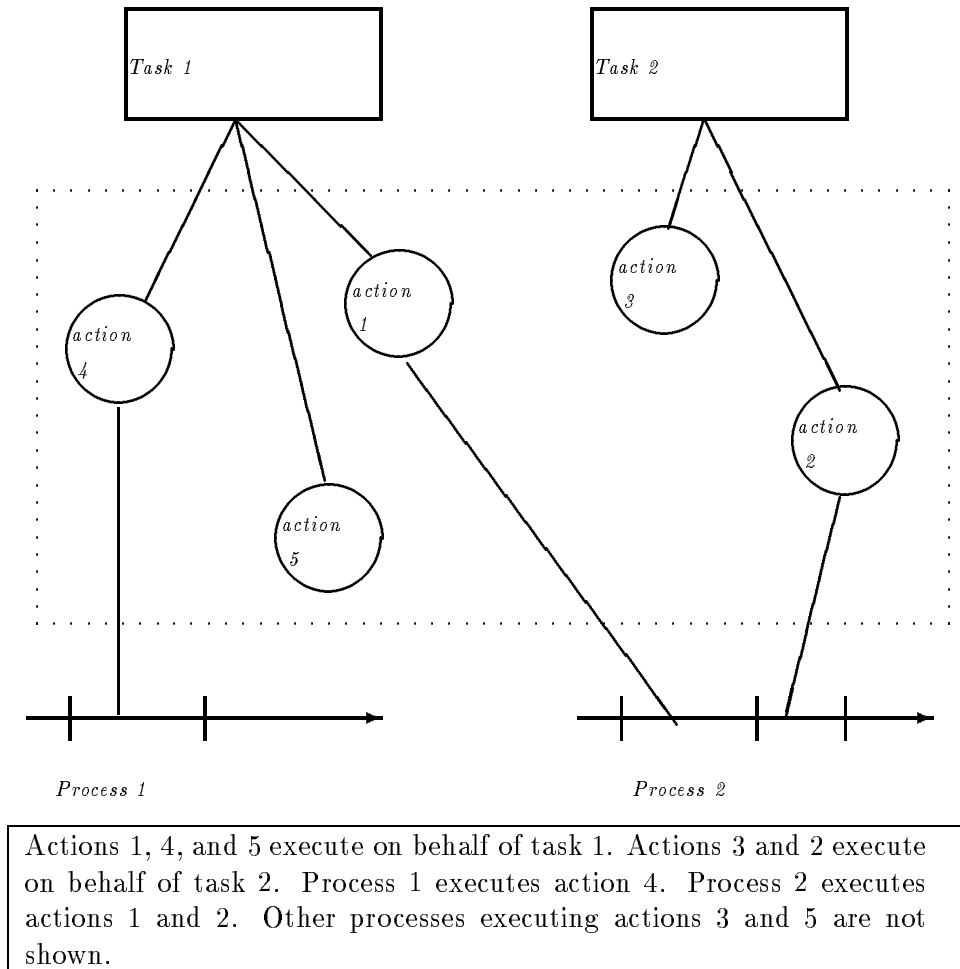 Task 1
Task 2
action
3
action
1
action
4
action
2
action
5
Process 1
Process 2
Actions 1, 4, and 5 execute on behalf of task 1. Actions 3 and 2 execute
on behalf of task 2. Process 1 executes action 4. Process 2 executes
actions 1 and 2. Other processes executing actions 3 and 5 are not
shown.